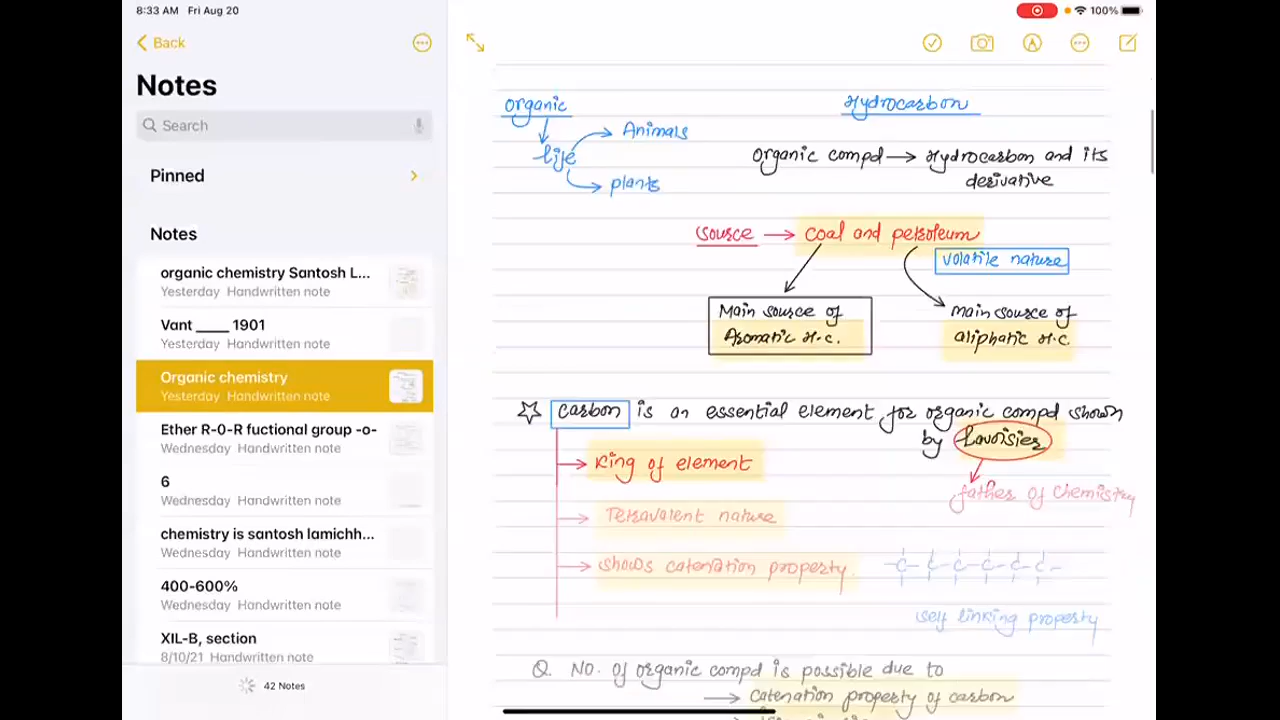 8:33 AM Fri Aug 20
100%
Back
Notes
Search
Pinned
Notes
organic chemistry Santosh L...
Yesterday Handwritten note
Vant ____ 1901
Yesterday Handwritten note
Organic chemistry
Yesterday Handwritten note
Ether R-0-R fuctional group -o-
Wednesday Handwritten note
6
Wednesday Handwritten note
chemistry is santosh lamichh...
Wednesday Handwritten note
400-600%
Wednesday Handwritten note
XIL-B, section
8/10/21 Handwritten note
42 Notes
organic
life
Animals
plants
Hydrocarbon
organic compd → Hydrocarbon and its
derivative
source → coal and petroleum
volatile nature
Main source of
Aromatic H.C.
main source of
aliphatic H.C.
☆ carbon is an essential element for organic compd shown
by Lavoisier
father of chemistry
→ King of element
→ Tetravalent nature
→ shows catenation property.
-C-C-C-C-C-C-
self linking property
Q. NO. of organic compd is possible due to
→ catenation property of carbon